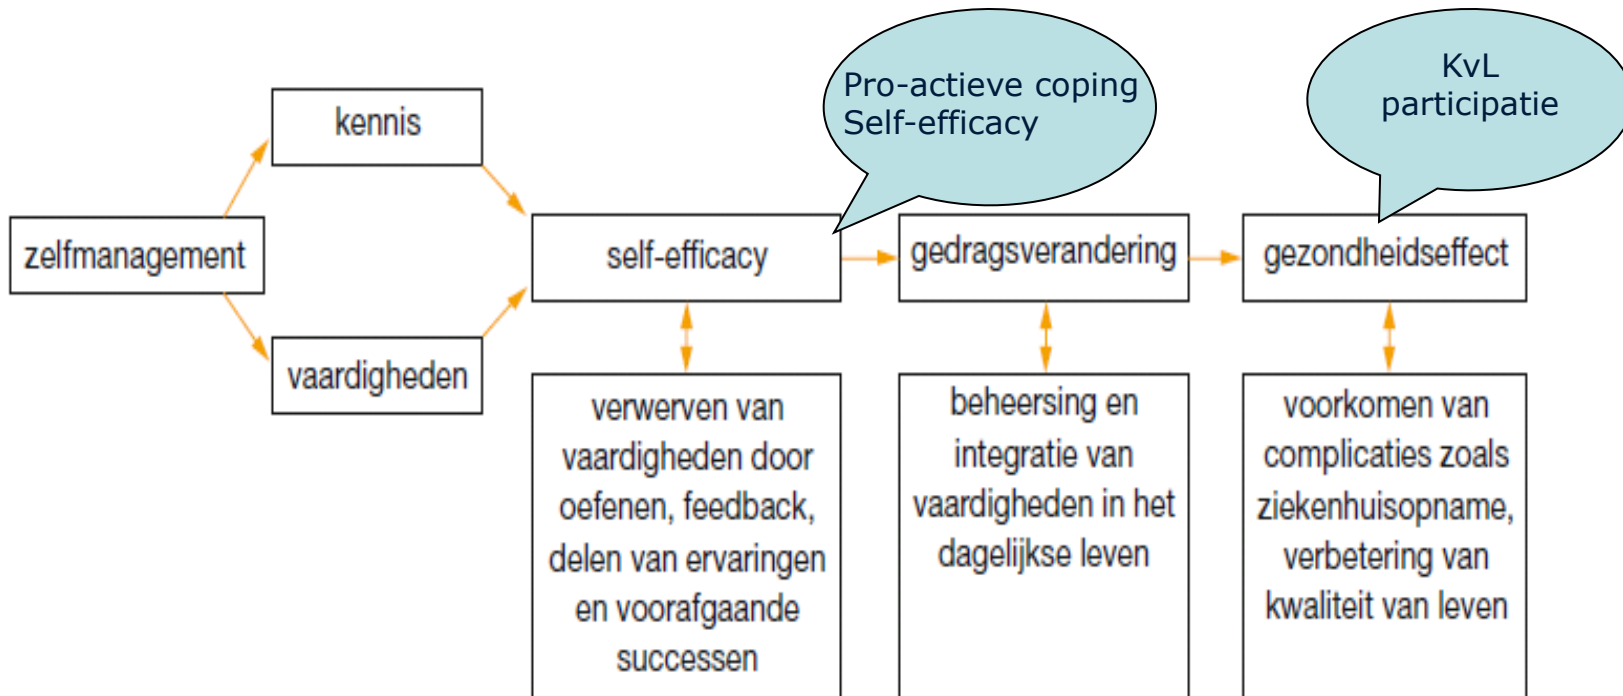 Pro-actieve coping
Self-efficacy
KvL
participatie
kennis
zelfmanagement
vaardigheden
self-efficacy
gedragsverandering
gezondheidseffect
verwerven van
vaardigheden door
oefenen, feedback,
delen van ervaringen
en voorafgaande
successen
beheersing en
integratie van
vaardigheden in het
dagelijkse leven
voorkomen van
complicaties zoals
ziekenhuisopname,
verbetering van
kwaliteit van leven